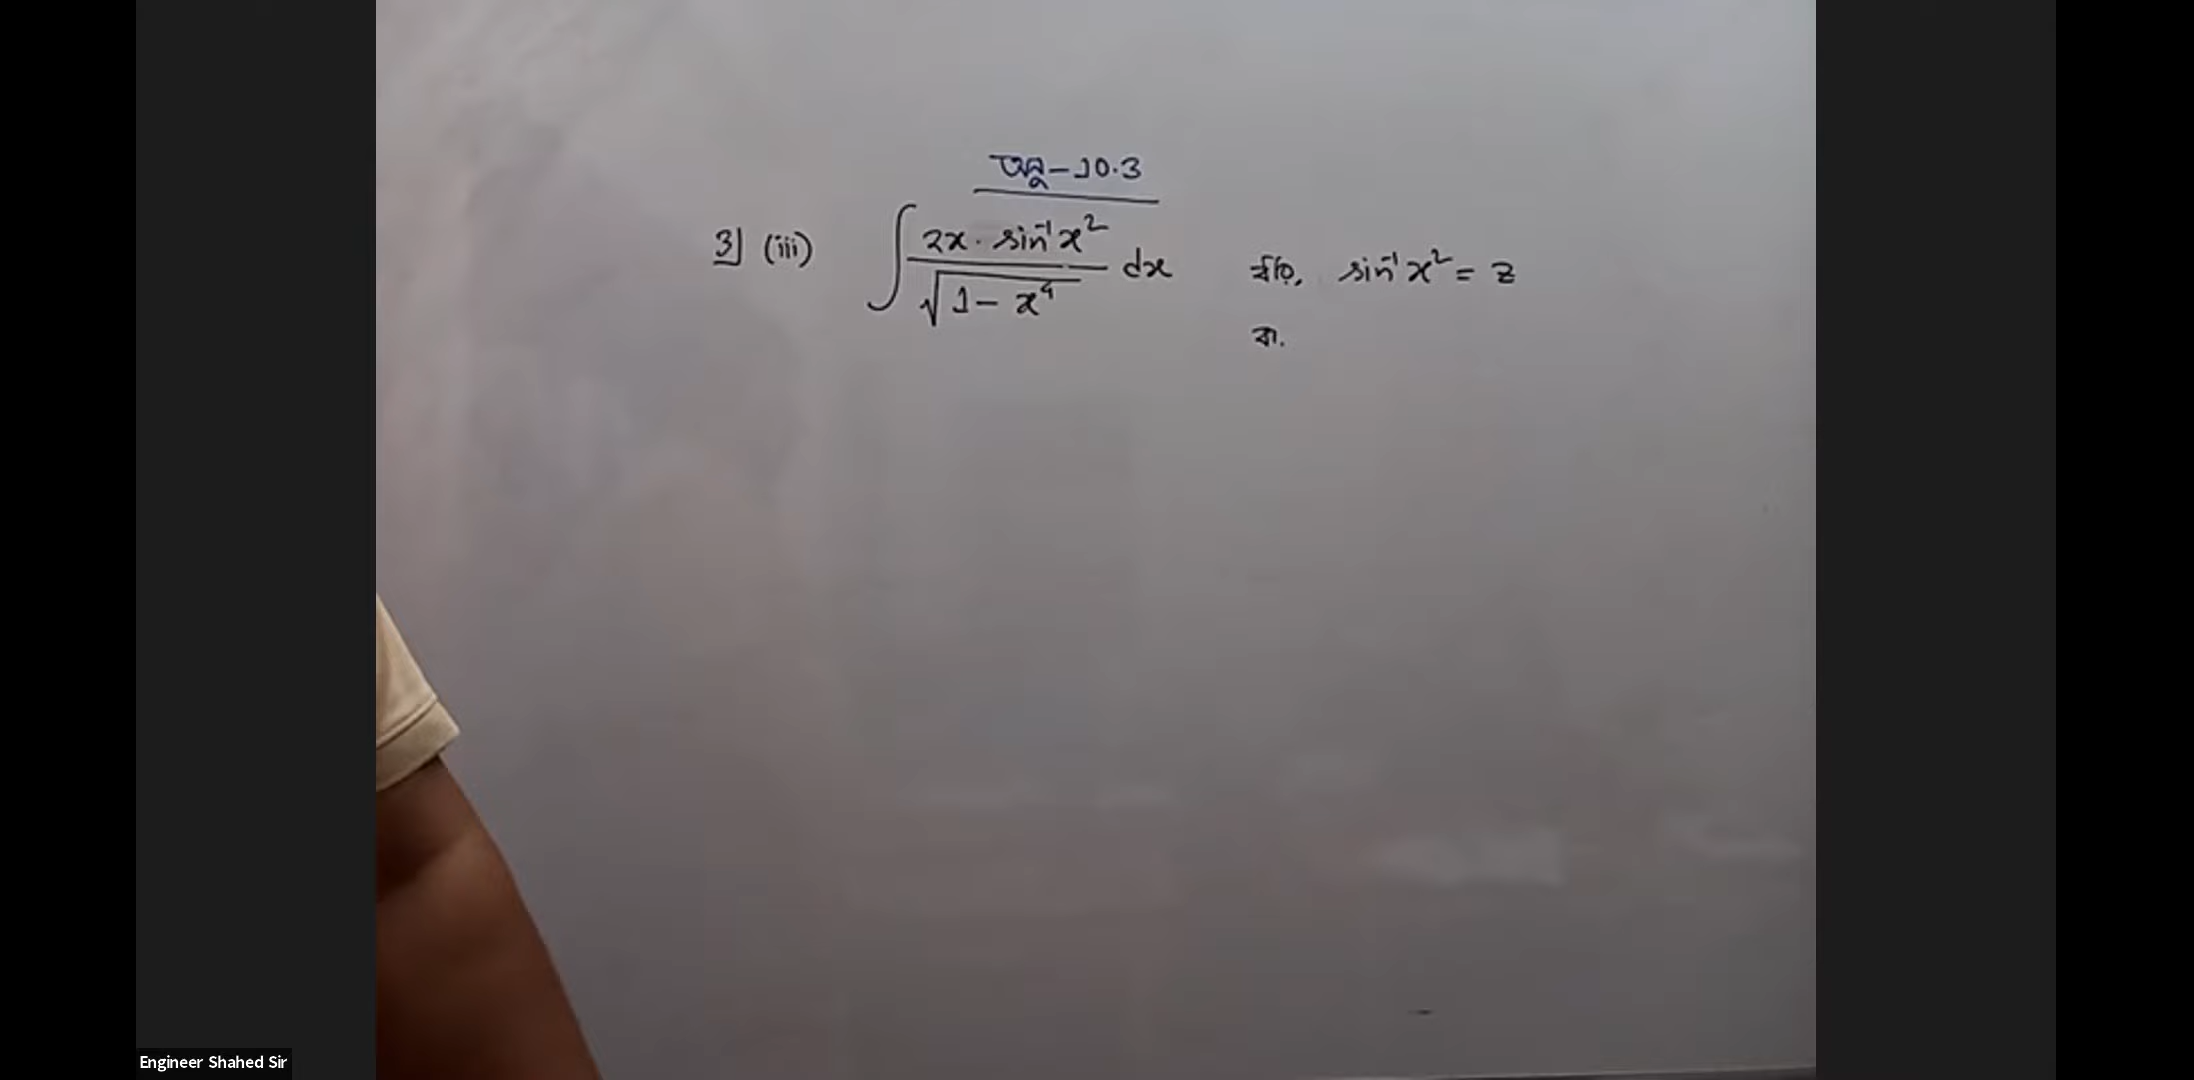 অনু-10.3
3] (iii) ∫ 2x. sin⁻¹x² / √1-x⁴ dx ধরি, sin⁻¹x² = z
বা.
Engineer Shahed Sir